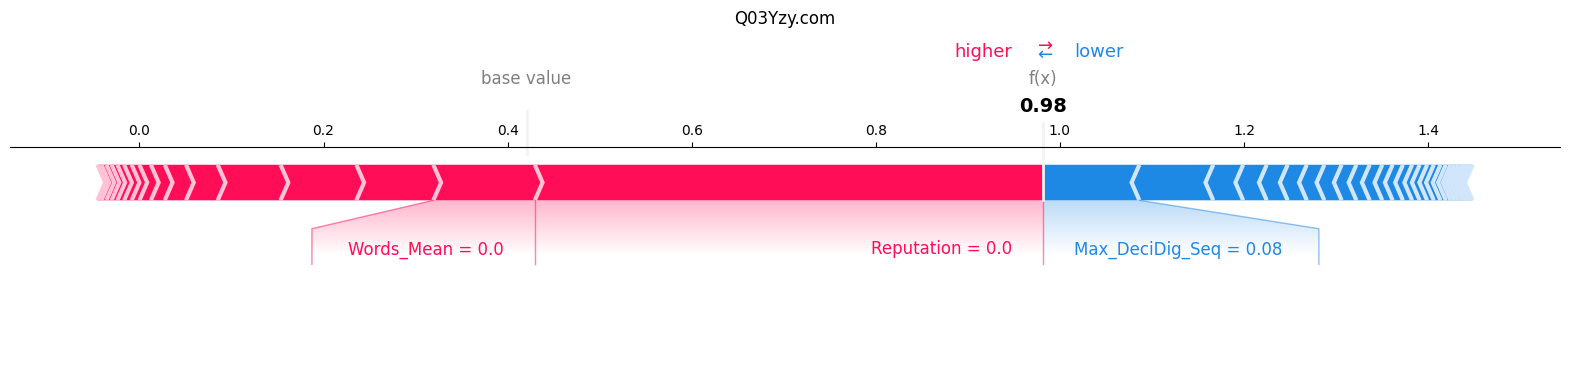 Q03Yzy.com
higher ⇄ lower
base value f(x)
0.98
0.0 0.2 0.4 0.6 0.8 1.0 1.2 1.4
Words_Mean = 0.0 Reputation = 0.0 Max_DeciDig_Seq = 0.08